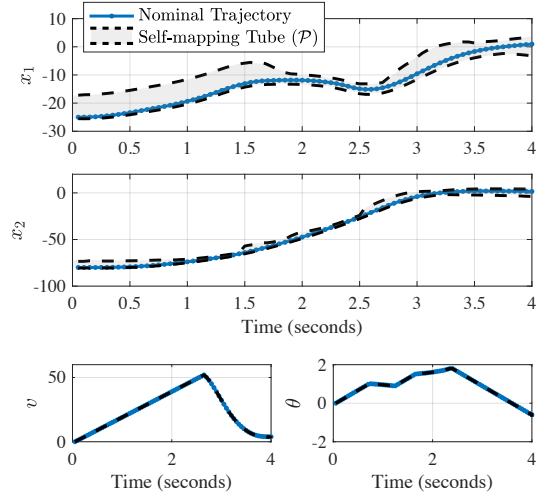 Nominal Trajectory
Self-mapping Tube (𝒫)
x₁
10
0
-10
-20
-30
0 0.5 1 1.5 2 2.5 3 3.5 4
x₂
0
-50
-100
0 0.5 1 1.5 2 2.5 3 3.5 4
Time (seconds)
v
50
0
0 2 4
Time (seconds)
θ
2
0
-2
0 2 4
Time (seconds)